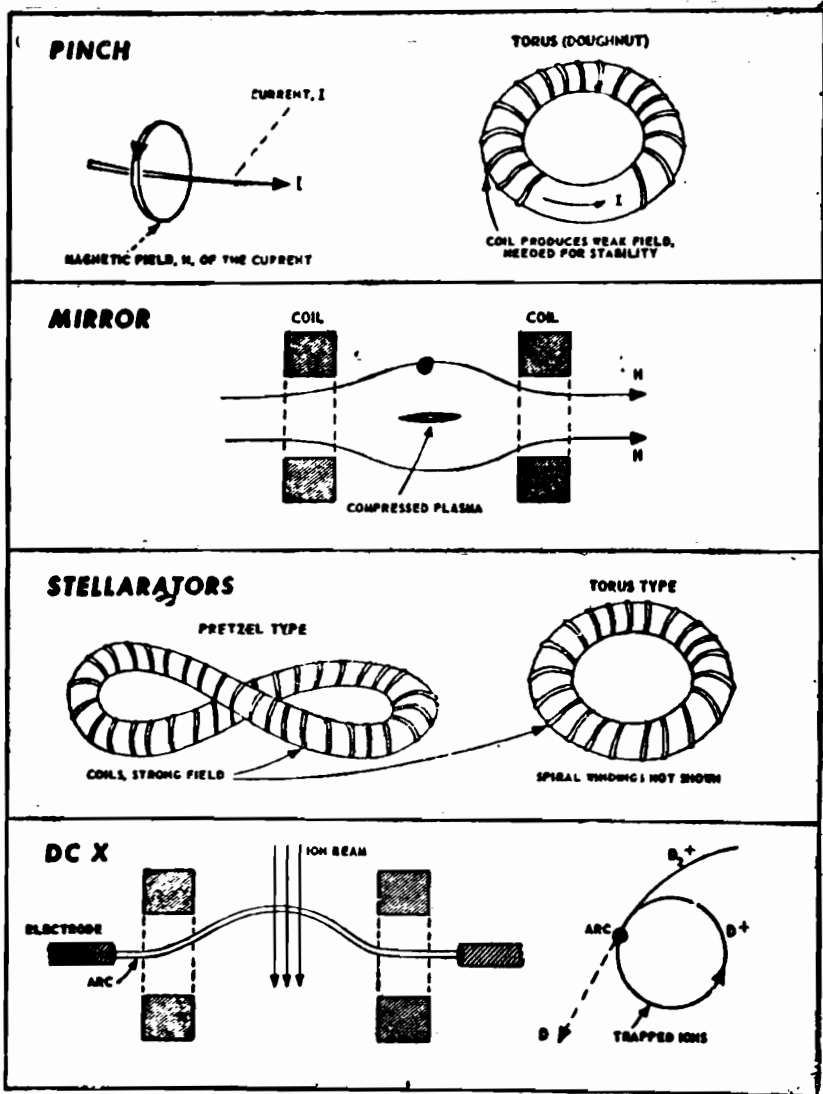 PINCH
TORUS (DOUGHNUT)
CURRENT, I
I
MAGNETIC FIELD, H, OF THE CURRENT
I
COIL PRODUCES WEAK FIELD,
NEEDED FOR STABILITY
MIRROR
COIL
COIL
H
H
COMPRESSED PLASMA
STELLARATORS
TORUS TYPE
PRETZEL TYPE
COILS, STRONG FIELD
SPIRAL WINDINGS NOT SHOWN
DC X
ION BEAM
D₂⁺
ELECTRODE
ARC
D⁺
ARC
D
TRAPPED IONS